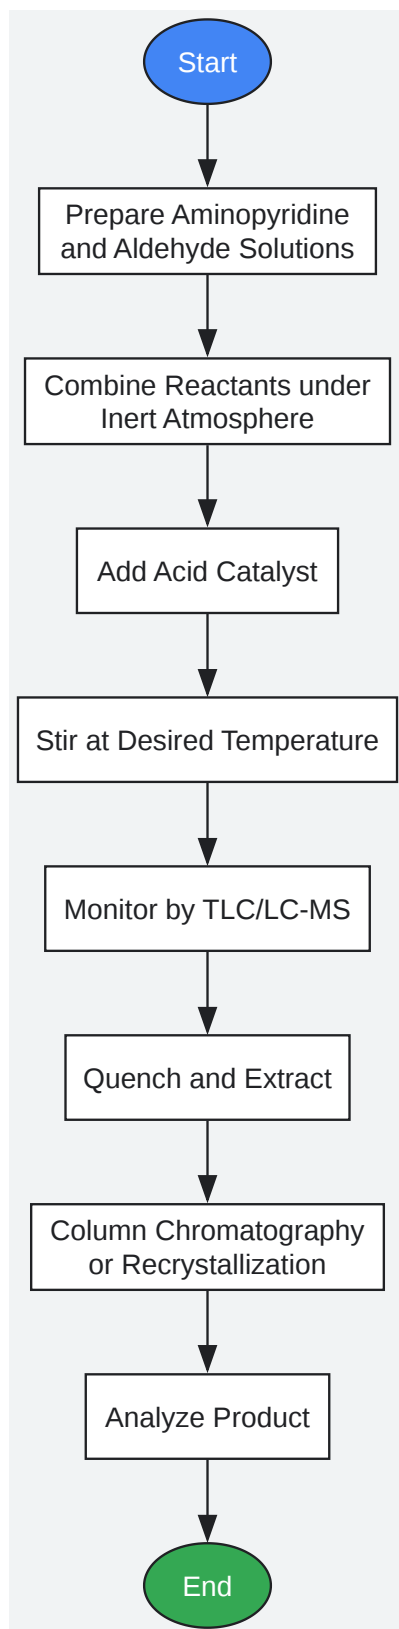 Start
Prepare Aminopyridine
and Aldehyde Solutions
Combine Reactants under
Inert Atmosphere
Add Acid Catalyst
Stir at Desired Temperature
Monitor by TLC/LC-MS
Quench and Extract
Column Chromatography
or Recrystallization
Analyze Product
End